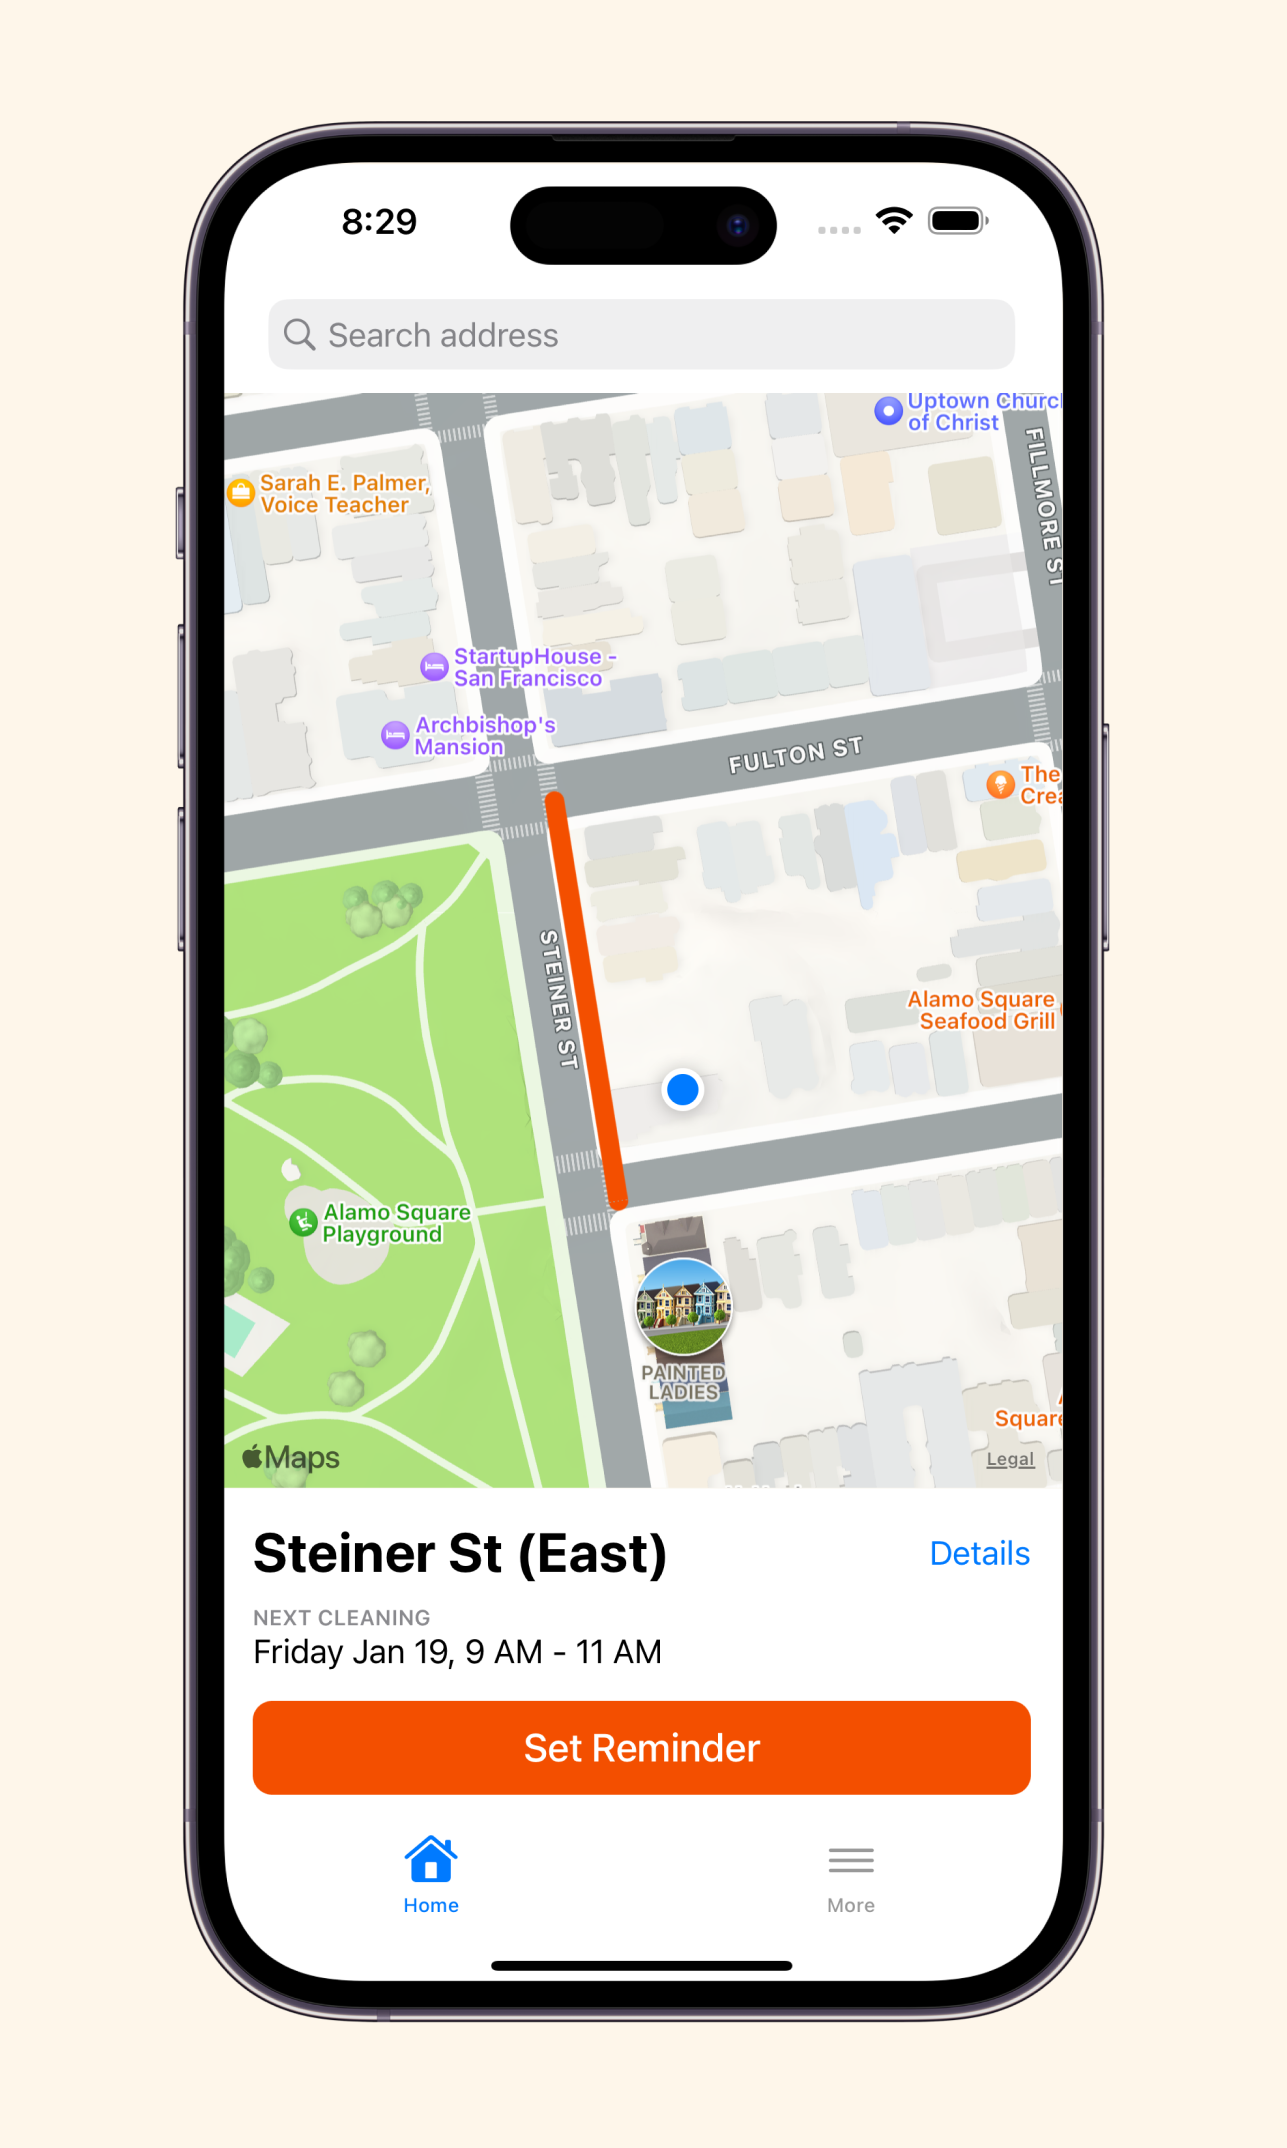 8:29
Search address
Uptown Church
of Christ
Sarah E. Palmer,
Voice Teacher
FILLMORE ST
StartupHouse -
San Francisco
Archbishop's
Mansion
FULTON ST
The
STEINER ST
Alamo Square
Seafood Grill
Alamo Square
Playground
PAINTED
LADIES
Square
Maps
Legal
Steiner St (East)
Details
NEXT CLEANING
Friday Jan 19, 9 AM - 11 AM
Set Reminder
Home
More